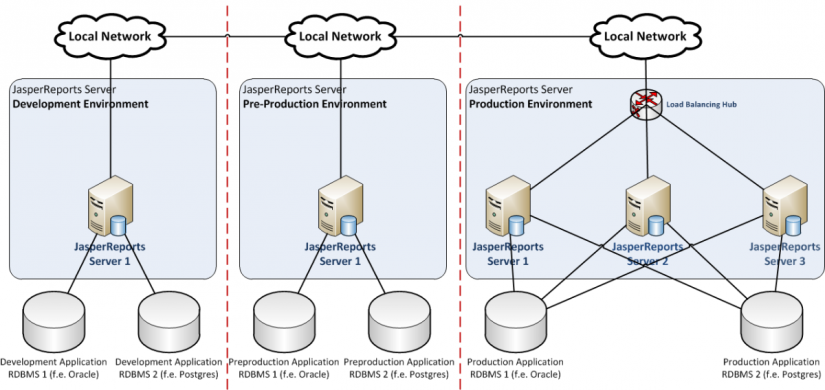 Local Network
Local Network
Local Network
JasperReports Server
Development Environment
JasperReports Server
Pre-Production Environment
JasperReports Server
Production Environment
Load Balancing Hub
JasperReports
Server 1
JasperReports
Server 1
JasperReports
Server 1
JasperReports
Server 2
JasperReports
Server 3
Development Application
RDBMS 1 (f.e. Oracle)
Development Application
RDBMS 2 (f.e. Postgres)
Preproduction Application
RDBMS 1 (f.e. Oracle)
Preproduction Application
RDBMS 2 (f.e. Postgres)
Production Application
RDBMS 1 (f.e. Oracle)
Production Application
RDBMS 2 (f.e. Postgres)